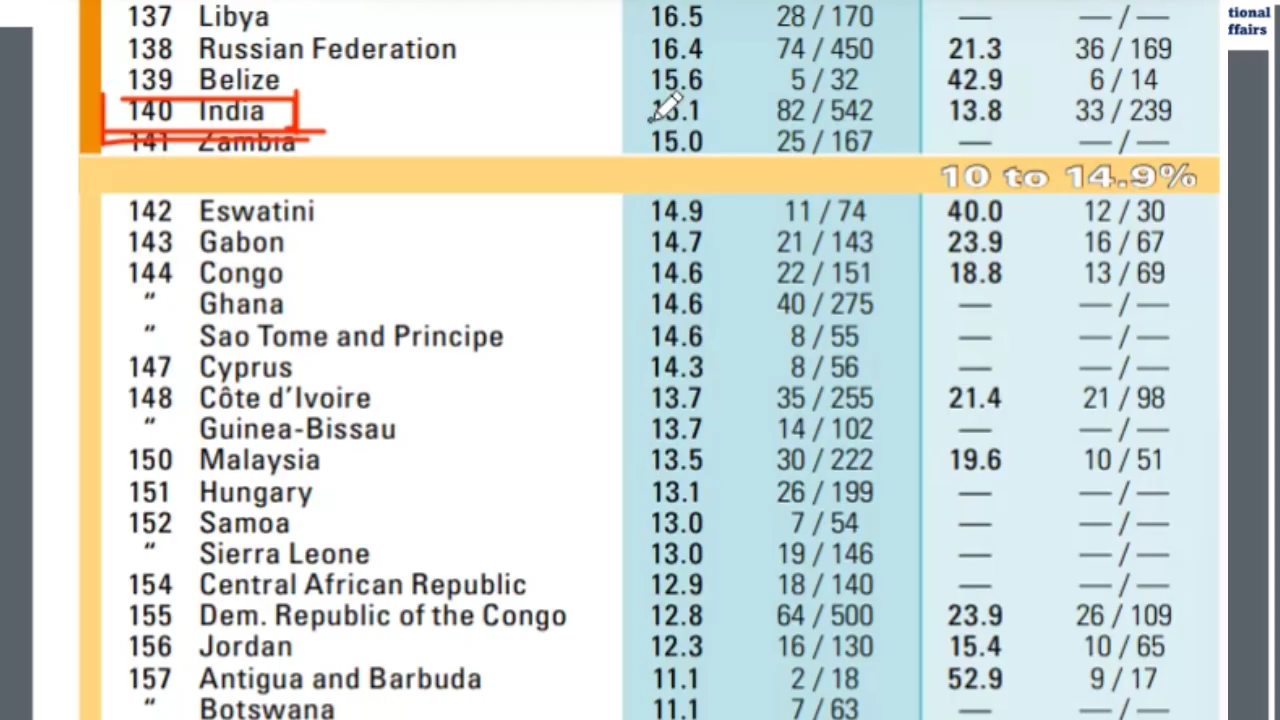 tional
ffairs
137 Libya 16.5 28 / 170 — — / —
138 Russian Federation 16.4 74 / 450 21.3 36 / 169
139 Belize 15.6 5 / 32 42.9 6 / 14
140 India .1 82 / 542 13.8 33 / 239
141 Zambia 15.0 25 / 167 — — / —
10 to 14.9%
142 Eswatini 14.9 11 / 74 40.0 12 / 30
143 Gabon 14.7 21 / 143 23.9 16 / 67
144 Congo 14.6 22 / 151 18.8 13 / 69
“ Ghana 14.6 40 / 275 — — / —
“ Sao Tome and Principe 14.6 8 / 55 — — / —
147 Cyprus 14.3 8 / 56 — — / —
148 Côte d’Ivoire 13.7 35 / 255 21.4 21 / 98
“ Guinea-Bissau 13.7 14 / 102 — — / —
150 Malaysia 13.5 30 / 222 19.6 10 / 51
151 Hungary 13.1 26 / 199 — — / —
152 Samoa 13.0 7 / 54 — — / —
“ Sierra Leone 13.0 19 / 146 — — / —
154 Central African Republic 12.9 18 / 140 — — / —
155 Dem. Republic of the Congo 12.8 64 / 500 23.9 26 / 109
156 Jordan 12.3 16 / 130 15.4 10 / 65
157 Antigua and Barbuda 11.1 2 / 18 52.9 9 / 17
“ Botswana 11.1 7 / 63 — — / —